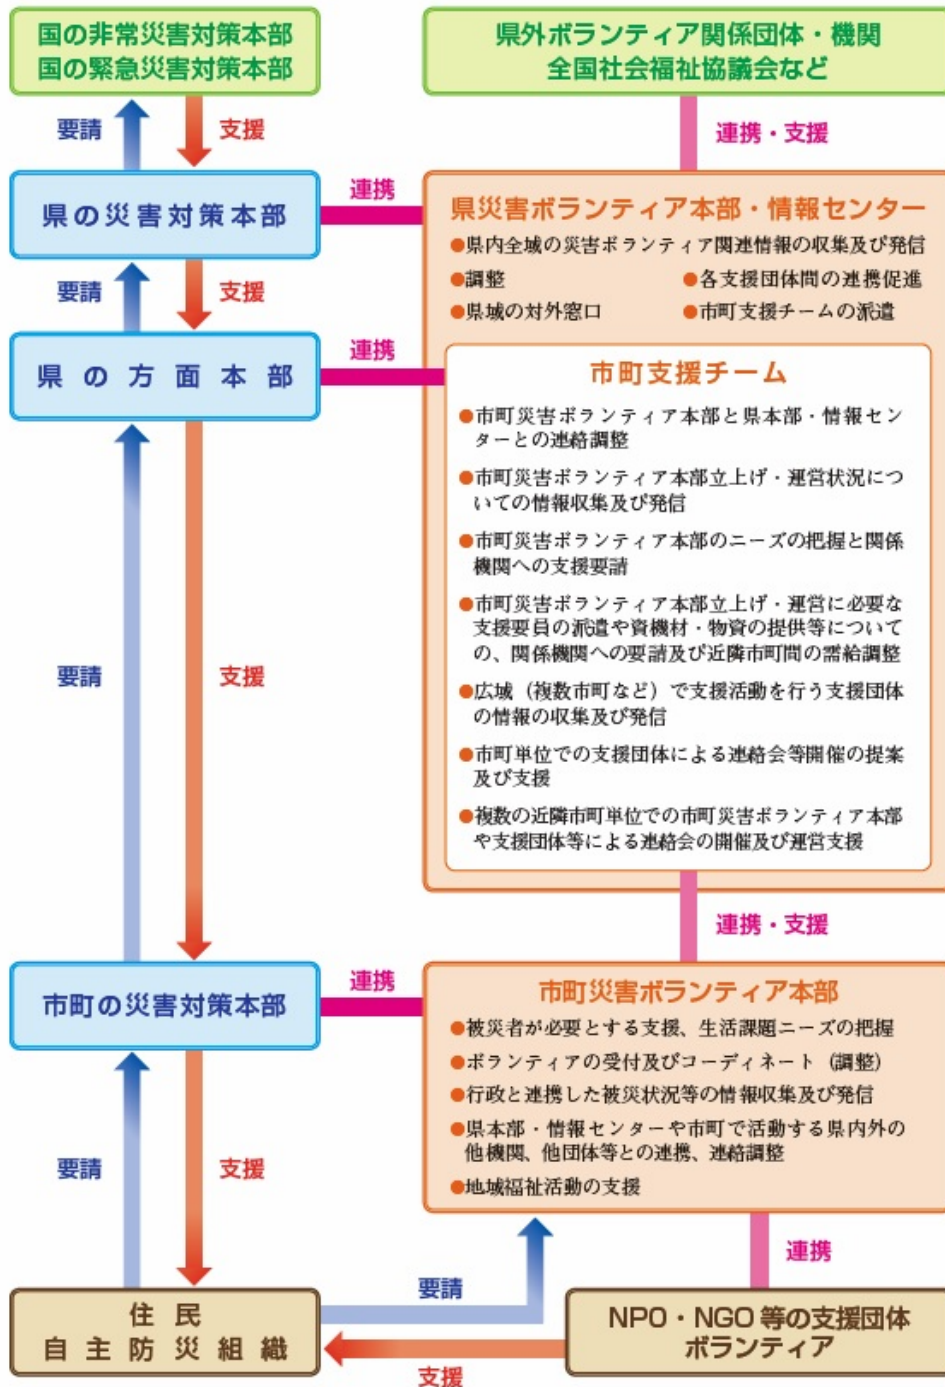 国の非常災害対策本部
国の緊急災害対策本部
県外ボランティア関係団体・機関
全国社会福祉協議会など
要請
支援
連携・支援
県の災害対策本部
連携
県災害ボランティア本部・情報センター
●県内全域の災害ボランティア関連情報の収集及び発信
●調整
●各支援団体間の連携促進
●県域の対外窓口
●市町支援チームの派遣
要請
支援
県の方面本部
連携
市町支援チーム
●市町災害ボランティア本部と県本部・情報セン
ターとの連絡調整
●市町災害ボランティア本部立上げ・運営状況につ
いての情報収集及び発信
●市町災害ボランティア本部のニーズの把握と関係
機関への支援要請
●市町災害ボランティア本部立上げ・運営に必要な
支援要員の派遣や資機材・物資の提供等について
の、関係機関への要請及び近隣市町間の需給調整
●広域（複数市町など）で支援活動を行う支援団体
の情報の収集及び発信
●市町単位での支援団体による連絡会等開催の提案
及び支援
●複数の近隣市町単位での市町災害ボランティア本部
や支援団体等による連絡会の開催及び運営支援
要請
支援
連携・支援
市町の災害対策本部
連携
市町災害ボランティア本部
●被災者が必要とする支援、生活課題ニーズの把握
●ボランティアの受付及びコーディネート（調整）
●行政と連携した被災状況等の情報収集及び発信
●県本部・情報センターや市町で活動する県内外の
他機関、他団体等との連携、連絡調整
●地域福祉活動の支援
要請
支援
連携
住民
自主防災組織
要請
支援
NPO・NGO等の支援団体
ボランティア